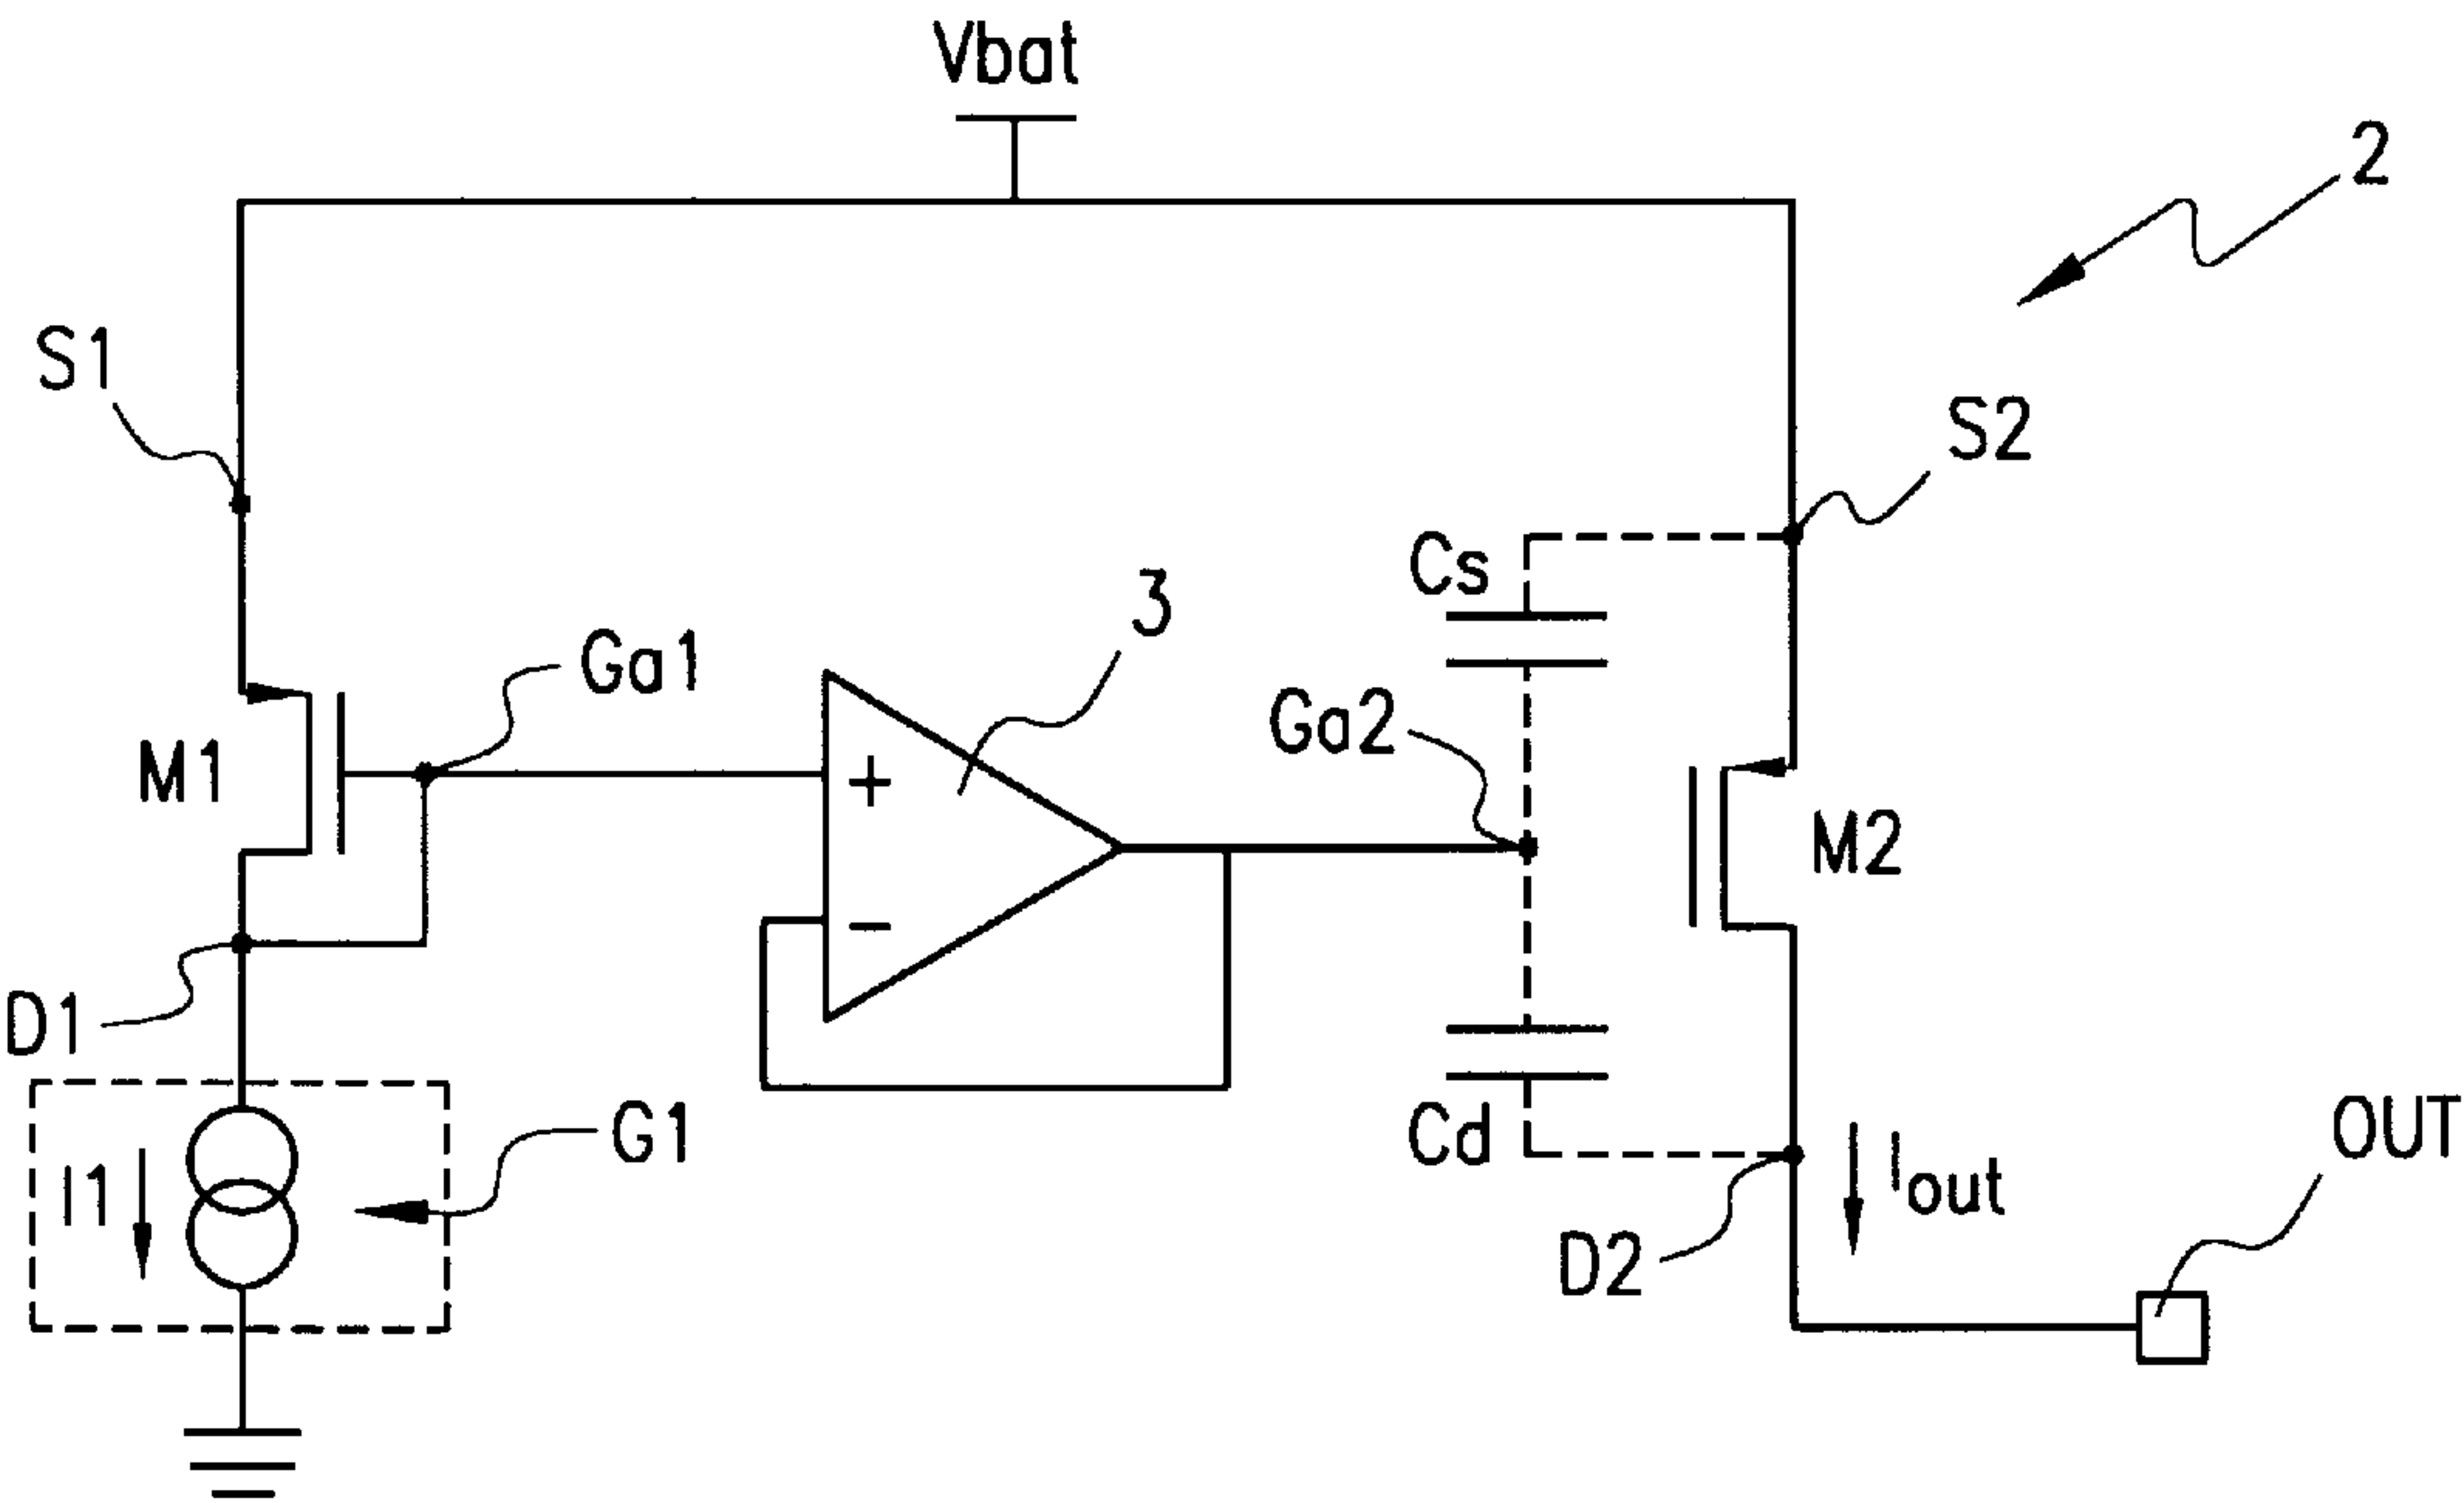 Vbat
2
S1
S2
Cs
3
Ga1
Ga2
M1
+
M2
−
D1
G1
Cd
OUT
I1
Iout
D2